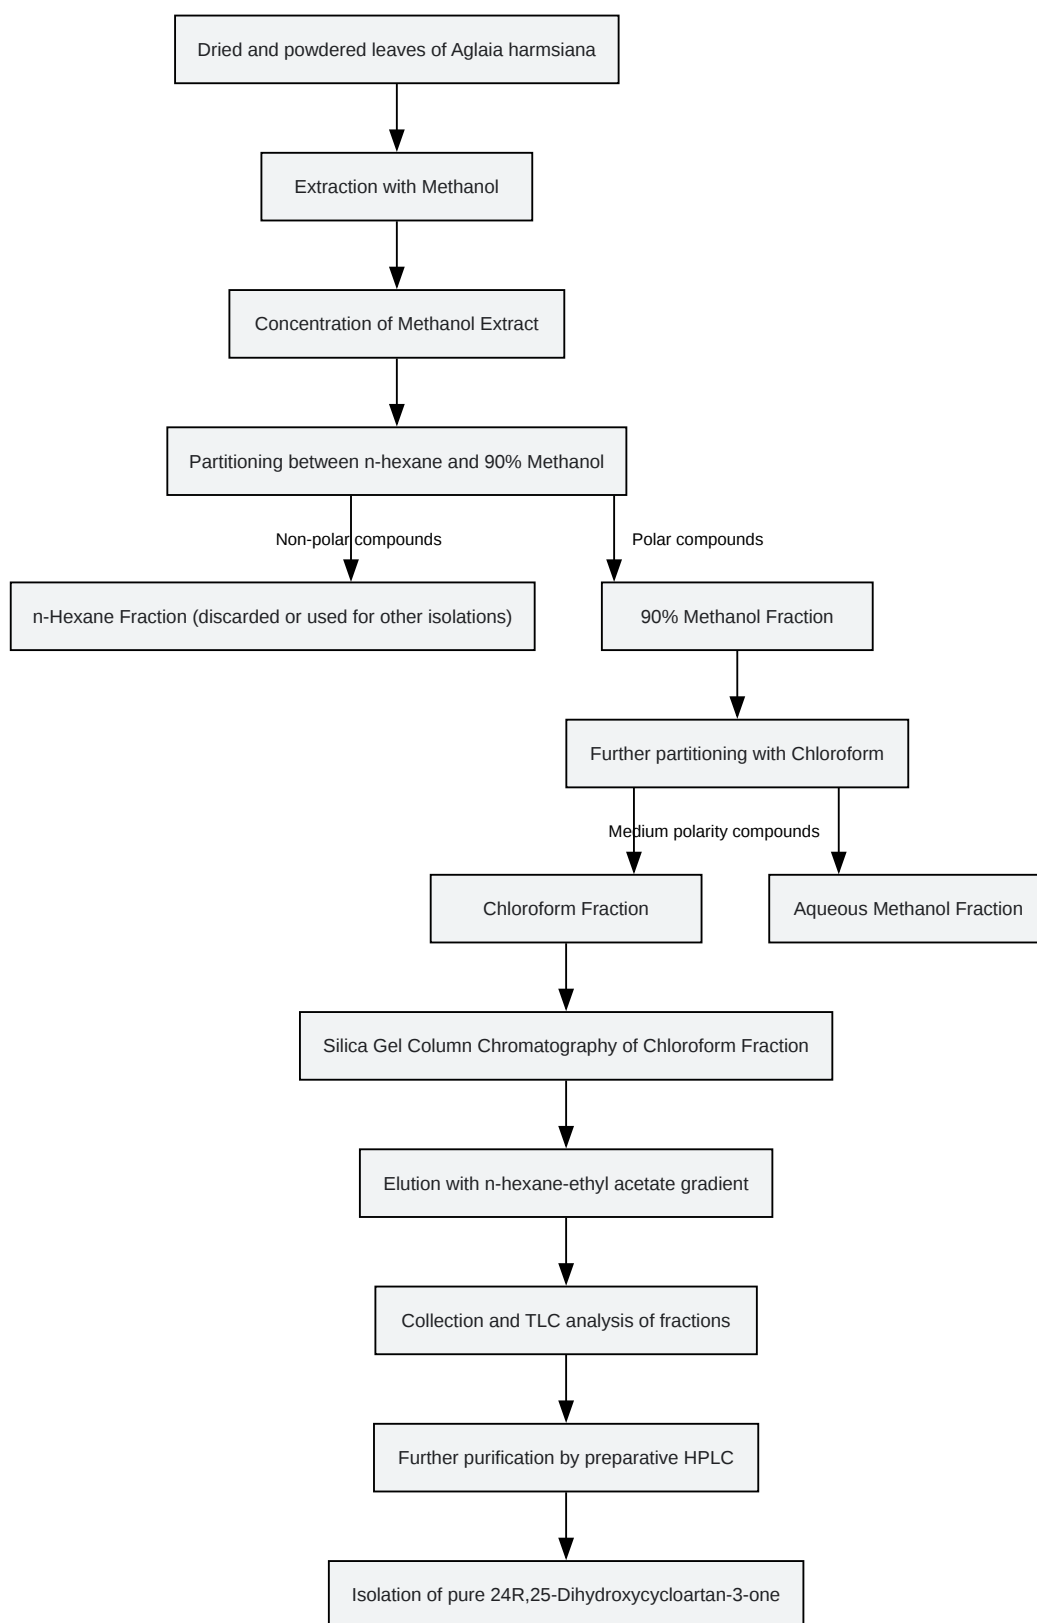 Dried and powdered leaves of Aglaia harmsiana
Extraction with Methanol
Concentration of Methanol Extract
Partitioning between n-hexane and 90% Methanol
Non-polar compounds
Polar compounds
n-Hexane Fraction (discarded or used for other isolations)
90% Methanol Fraction
Further partitioning with Chloroform
Medium polarity compounds
Chloroform Fraction
Aqueous Methanol Fraction
Silica Gel Column Chromatography of Chloroform Fraction
Elution with n-hexane-ethyl acetate gradient
Collection and TLC analysis of fractions
Further purification by preparative HPLC
Isolation of pure 24R,25-Dihydroxycycloartan-3-one